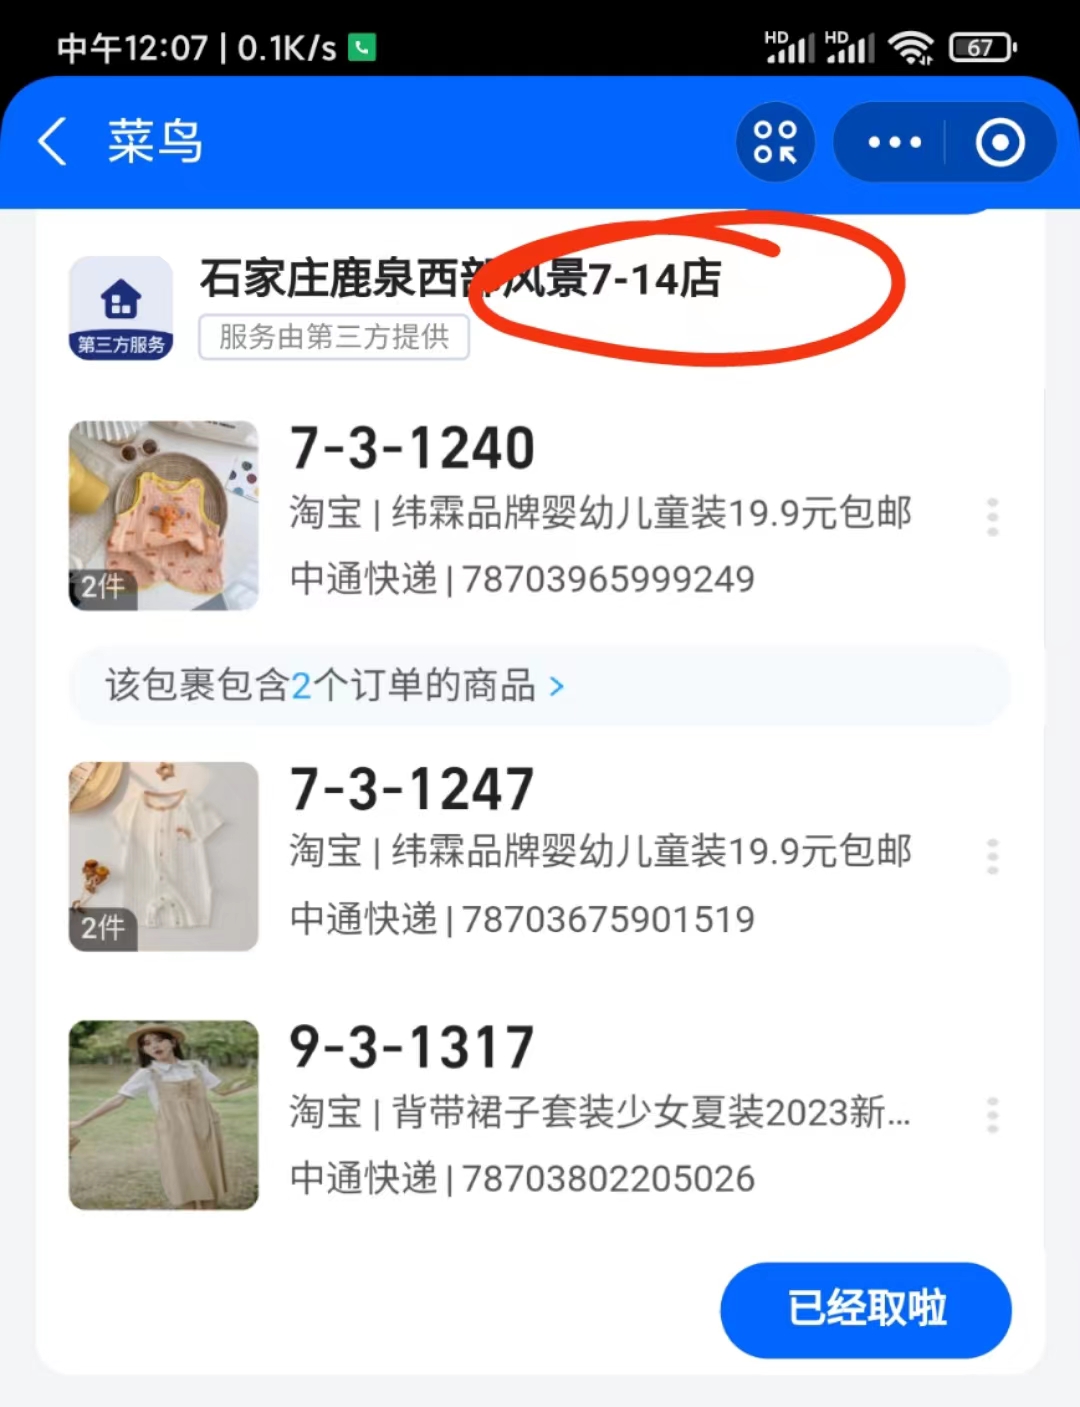 中午12:07 | 0.1K/s
HD HD 67
菜鸟
石家庄鹿泉西部风景7-14店
第三方服务
服务由第三方提供
7-3-1240
淘宝 | 纬霖品牌婴幼儿童装19.9元包邮
2件
中通快递 | 78703965999249
该包裹包含2个订单的商品 >
7-3-1247
淘宝 | 纬霖品牌婴幼儿童装19.9元包邮
2件
中通快递 | 78703675901519
9-3-1317
淘宝 | 背带裙子套装少女夏装2023新...
中通快递 | 78703802205026
已经取啦